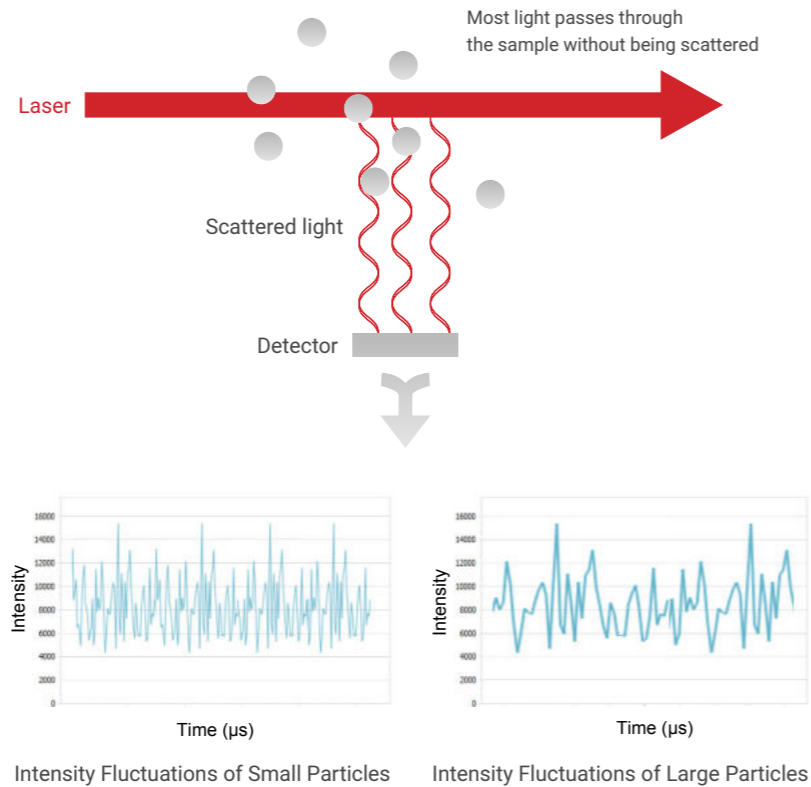 Most light passes through
the sample without being scattered
Laser
Scattered light
Detector
16000
14000
12000
10000
8000
6000
4000
2000
0
Intensity
Time (µs)
Intensity Fluctuations of Small Particles
16000
14000
12000
10000
8000
6000
4000
2000
0
Intensity
Time (µs)
Intensity Fluctuations of Large Particles